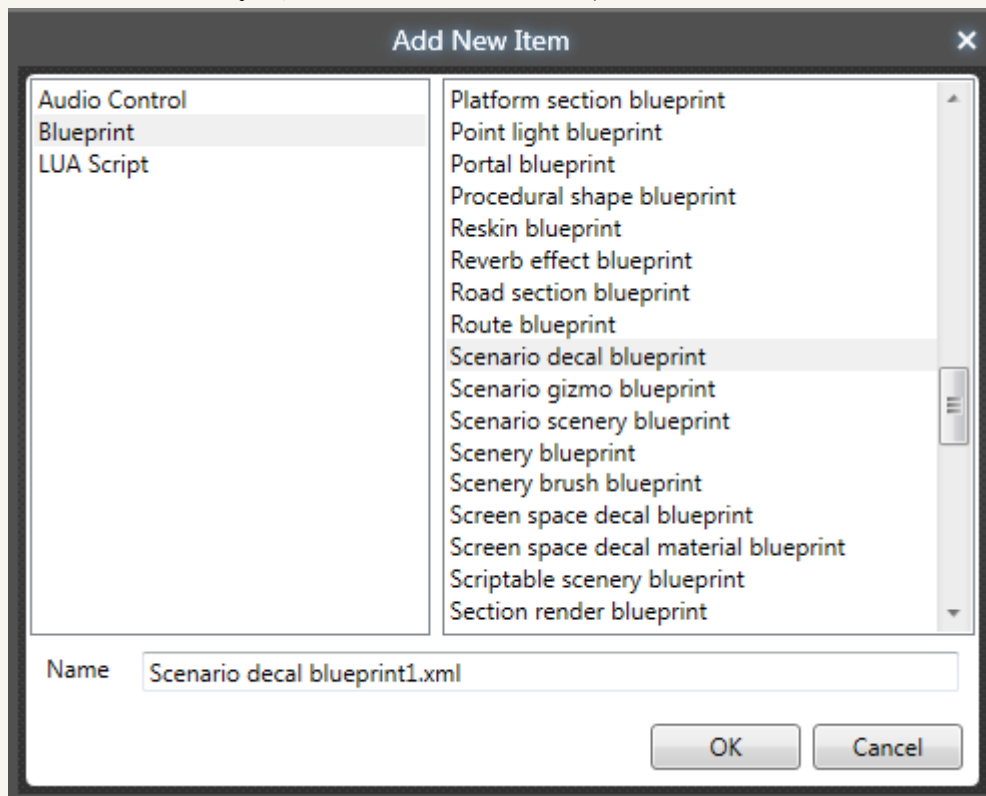 Add New Item
Audio Control
Blueprint
LUA Script
Platform section blueprint
Point light blueprint
Portal blueprint
Procedural shape blueprint
Reskin blueprint
Reverb effect blueprint
Road section blueprint
Route blueprint
Scenario decal blueprint
Scenario gizmo blueprint
Scenario scenery blueprint
Scenery blueprint
Scenery brush blueprint
Screen space decal blueprint
Screen space decal material blueprint
Scriptable scenery blueprint
Section render blueprint
Name Scenario decal blueprint1.xml
OK Cancel